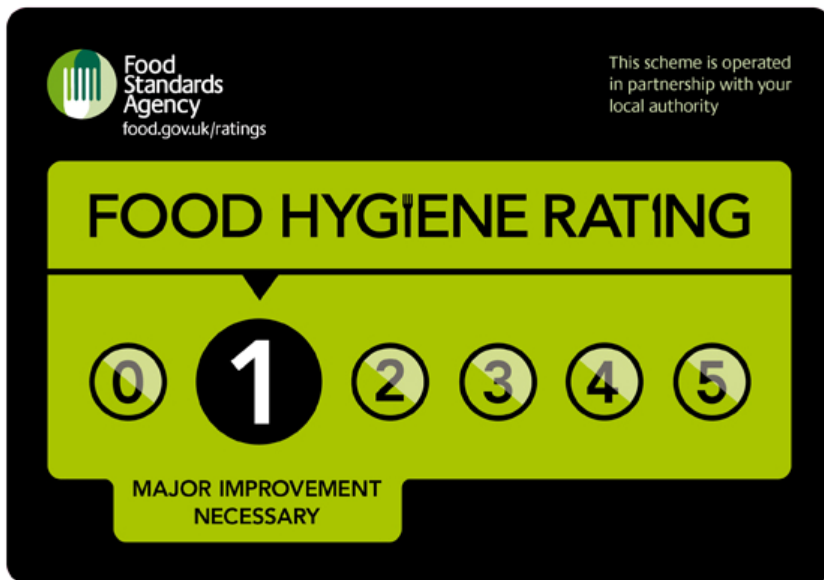 Food
Standards
Agency
food.gov.uk/ratings
This scheme is operated
in partnership with your
local authority
FOOD HYGIENE RATING
0 1 2 3 4 5
MAJOR IMPROVEMENT
NECESSARY